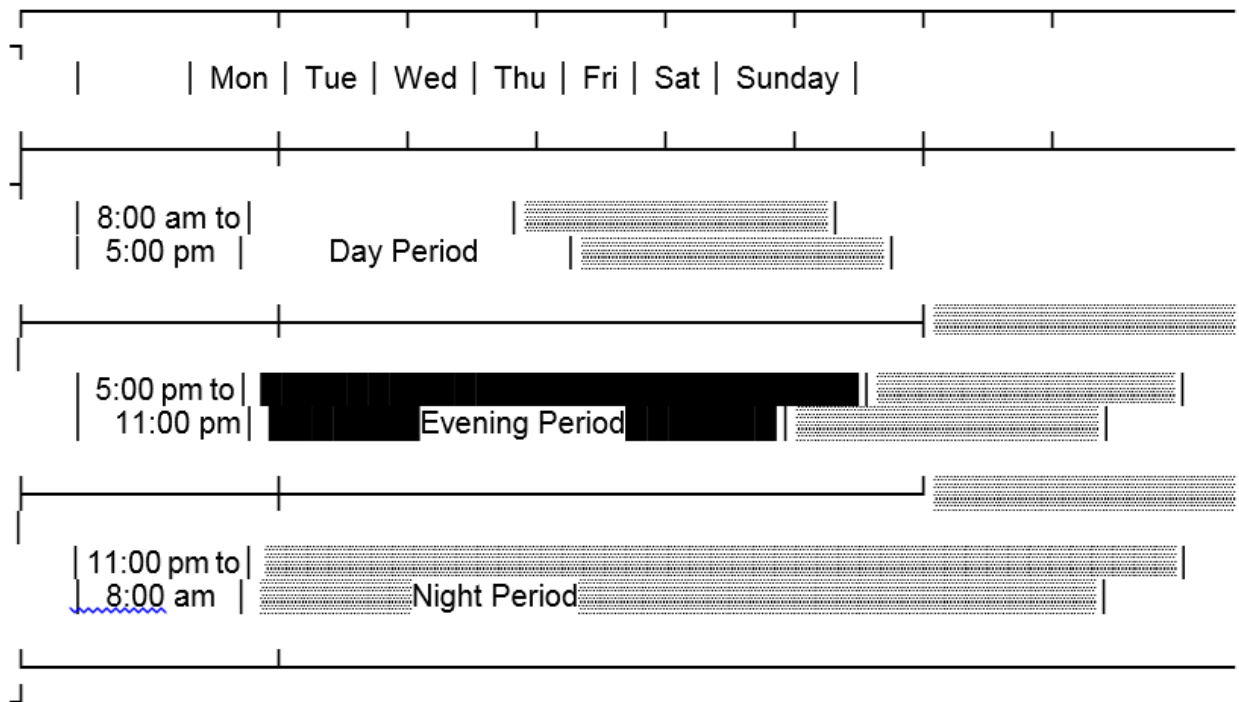 | | Mon | Tue | Wed | Thu | Fri | Sat | Sunday |
| 8:00 am to | | |
| 5:00 pm | Day Period | |
| 5:00 pm to | | |
| 11:00 pm | Evening Period | |
| 11:00 pm to | |
| 8:00 am | Night Period |